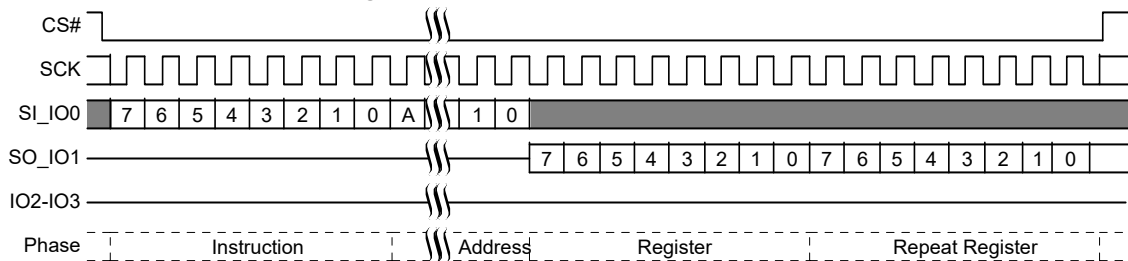 CS#
SCK
SI_IO0 7 6 5 4 3 2 1 0 A 1 0
SO_IO1 7 6 5 4 3 2 1 0 7 6 5 4 3 2 1 0
IO2-IO3
Phase Instruction Address Register Repeat Register